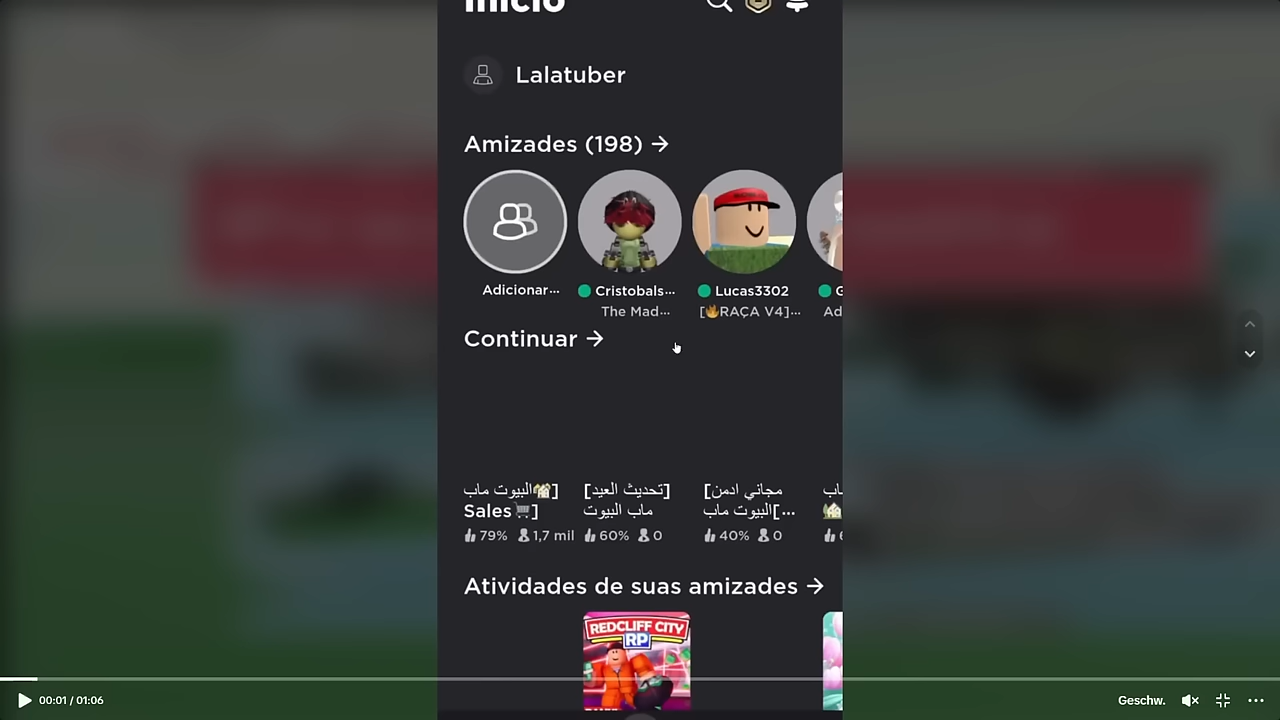 Início
Lalatuber
Amizades (198) →
Adicionar...
Cristobals...
The Mad...
Lucas3302
[🔥RAÇA V4]...
G
Ad
Continuar →
[🏘️البيوت ماب
Sales🛒]
[تحديث العيد]
ماب البيوت
[مجاني ادمن
البيوت ماب[...
79% 1,7 mil
60% 0
40% 0
Atividades de suas amizades →
REDCLIFF CITY
RP
00:01 / 01:06
Geschw.